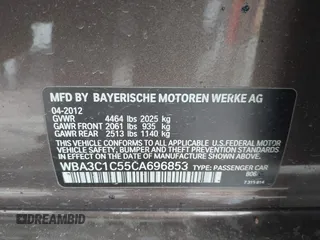 MFD BY BAYERISCHE MOTOREN WERKE AG
04-2012
GVWR 4464 lbs 2025 kg
GAWR FRONT 2061 lbs 935 kg
GAWR REAR 2513 lbs 1140 kg
THIS VEHICLE CONFORMS TO ALL APPLICABLE U.S.FEDERAL MOTOR
VEHICLE SAFETY, BUMPER, AND THEFT PREVENTION STANDARDS
IN EFFECT ON THE DATE OF MANUFACTURE SHOWN ABOVE.
WBA3C1C55CA696853 TYPE: PASSENGER CAR
DREAMBID